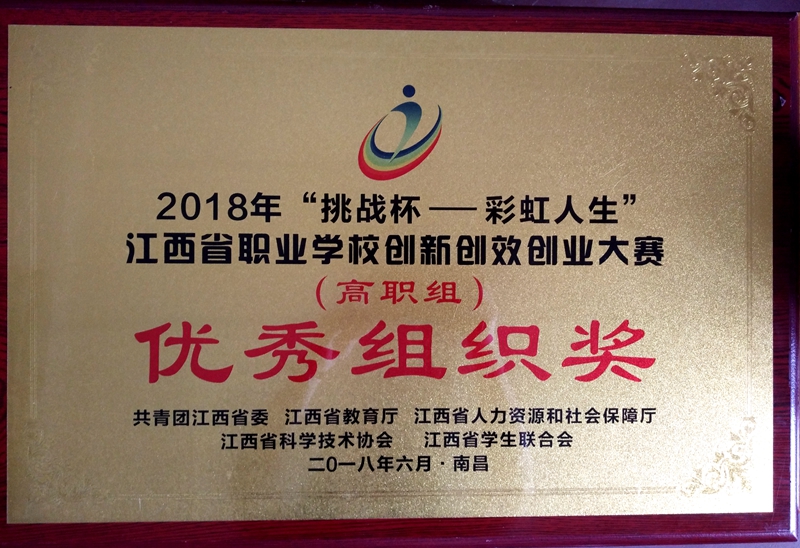 2018年“挑战杯——彩虹人生”
江西省职业学校创新创效创业大赛
（高职组）
优秀组织奖
共青团江西省委 江西省教育厅 江西省人力资源和社会保障厅
江西省科学技术协会 江西省学生联合会
二〇一八年六月·南昌